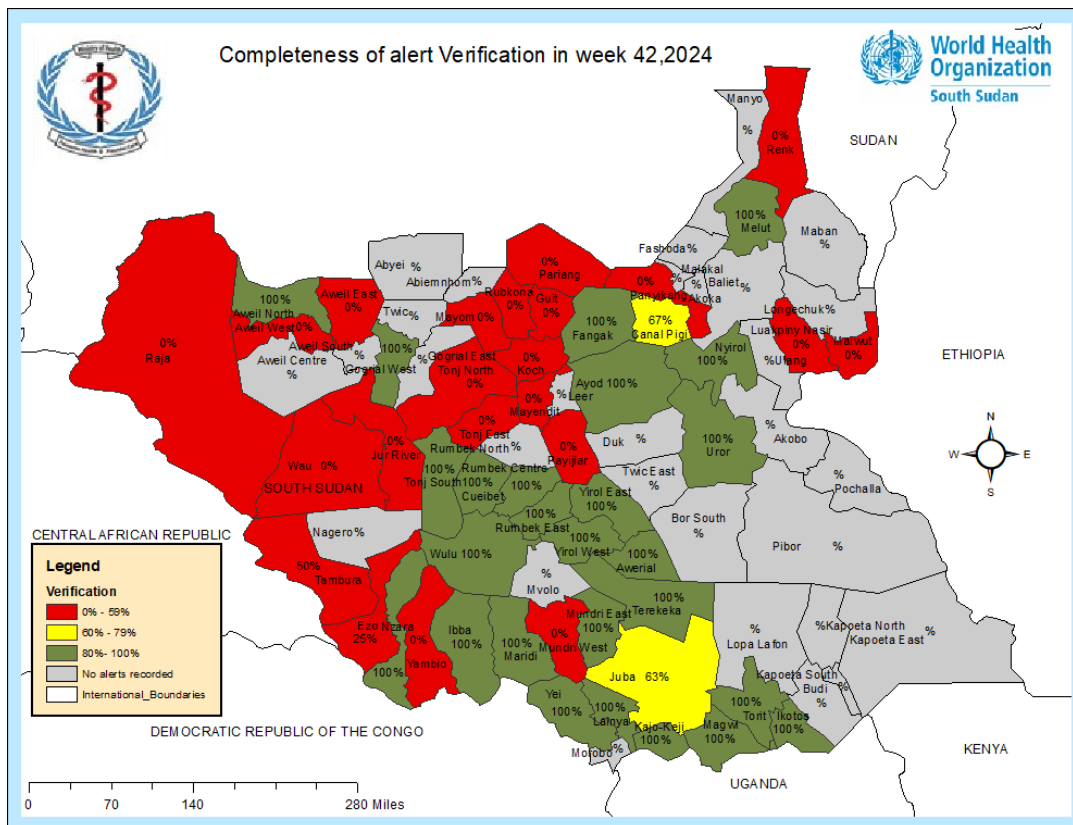 Completeness of alert Verification in week 42,2024
Ministry of Health
World Health
Organization
South Sudan
SUDAN
ETHIOPIA
KENYA
UGANDA
DEMOCRATIC REPUBLIC OF THE CONGO
CENTRAL AFRICAN REPUBLIC
SOUTH SUDAN
Manyo
%
0%
Renk
100%
Melut
Maban
%
Fashoda %
Malakal
%
%
Baliet
%
Abyei %
Abiemnhom %
0%
Pariang
0%
Panyikang
Akoka
67%
Canal Pigi
Longechuk %
Luakpiny Nasir
0%
Maiwut
0%
%
Ulang
Nyirol
100%
100%
Aweil North
Aweil East
0%
Aweil West 0%
Aweil South
%
Aweil Centre
%
Twic %
100%
Gogrial West
%
Gogrial East
Tonj North
0%
Mayom 0%
Rubkona
0%
Guit
0%
100%
Fangak
0%
Koch
0%
Mayendit
%
Leer
Ayod 100%
0%
Raja
0%
Jur River
Wau 0%
0%
Tonj East
Rumbek North
%
0%
Payijiar
Duk %
100%
Uror
%
Akobo
%
Pochalla
100%
Tonj South
Rumbek Centre
100%
100%
Cueibet
Yirol East
100%
Twic East
%
Bor South
%
Pibor %
100%
Rumbek East
100%
Yirol West
100%
Awerial
Nagero %
Wulu 100%
50%
Tambura
%
Mvolo
100%
Terekeka
Ezo
25%
Nzara
100%
0%
Yambio
Ibba
100%
100%
Maridi
0%
Mundri West
Mundri East
100%
Juba 63%
%
Lopa Lafon
% Kapoeta North
Kapoeta East %
Kapoeta South
%
Budi
%
Yei
100%
100%
Lainya
Kajo-Keji
100%
Magwi
100%
100%
Torit
Ikotos
100%
Morobo %
Legend
Verification
0% - 59%
60% - 79%
80%- 100%
No alerts recorded
International_Boundaries
N
W
E
S
0
70
140
280 Miles